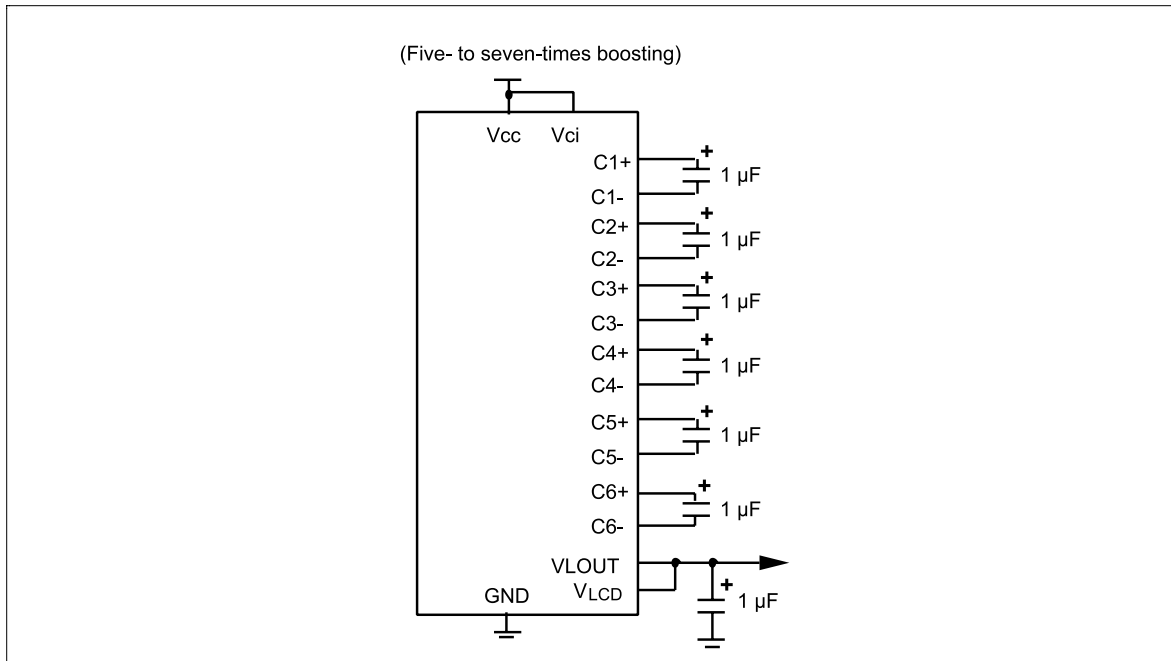 (Five- to seven-times boosting)
Vcc Vci
C1+
+
1 µF
C1-
C2+
+
1 µF
C2-
C3+
+
1 µF
C3-
C4+
+
1 µF
C4-
C5+
+
1 µF
C5-
C6+
+
1 µF
C6-
VLOUT
VLCD
GND
+
1 µF